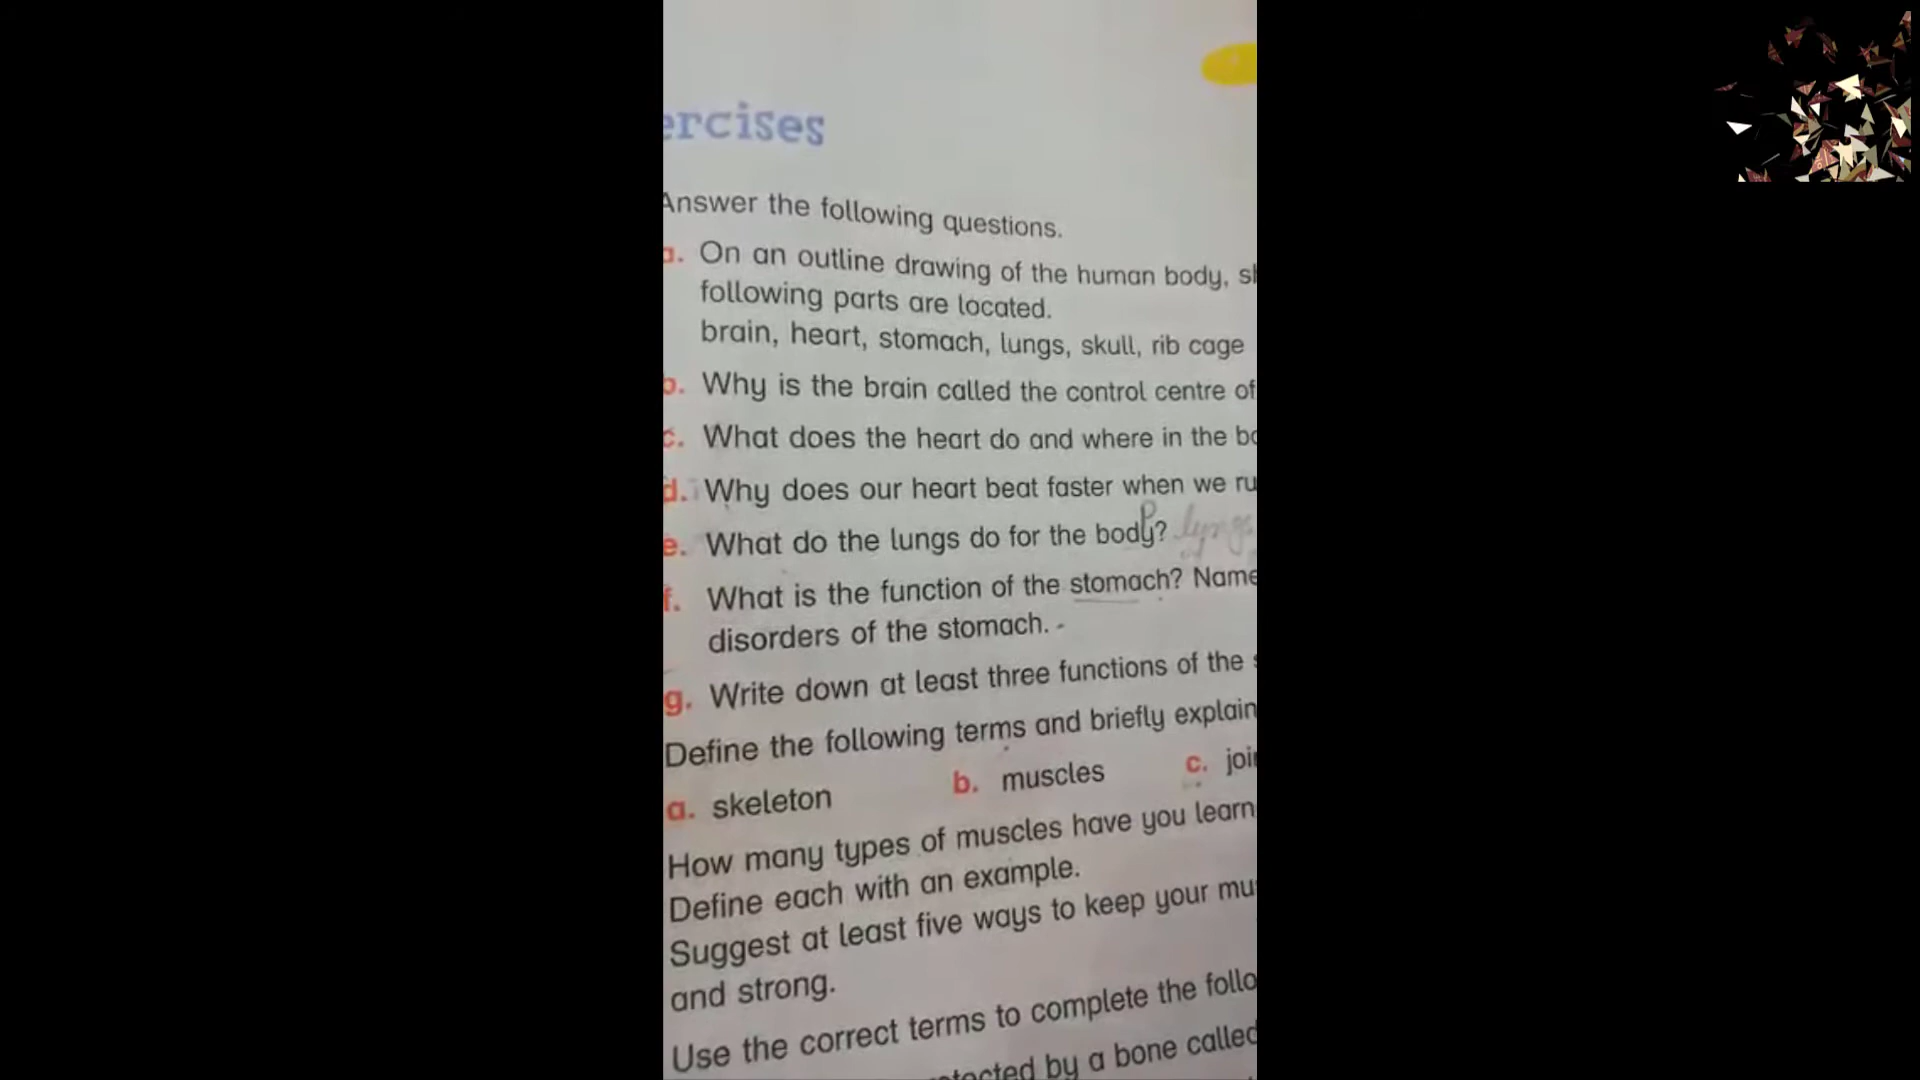 ercises
Answer the following questions.
a. On an outline drawing of the human body,
following parts are located.
brain, heart, stomach, lungs, skull, rib cage
b. Why is the brain called the control centre of
c. What does the heart do and where in the
d. Why does our heart beat faster when we
e. What do the lungs do for the body? lungs
f. What is the function of the stomach? Name
disorders of the stomach. -
g. Write down at least three functions of the
Define the following terms and briefly explain
a. skeleton b. muscles c.
How many types of muscles have you learn
Define each with an example.
Suggest at least five ways to keep your
and strong.
Use the correct terms to complete the
by a bone called